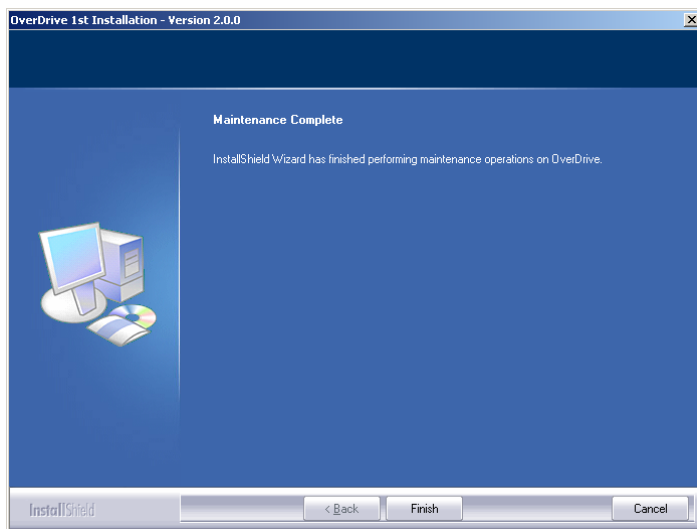 OverDrive 1st Installation - Version 2.0.0
Maintenance Complete
InstallShield Wizard has finished performing maintenance operations on OverDrive.
InstallShield
< Back
Finish
Cancel